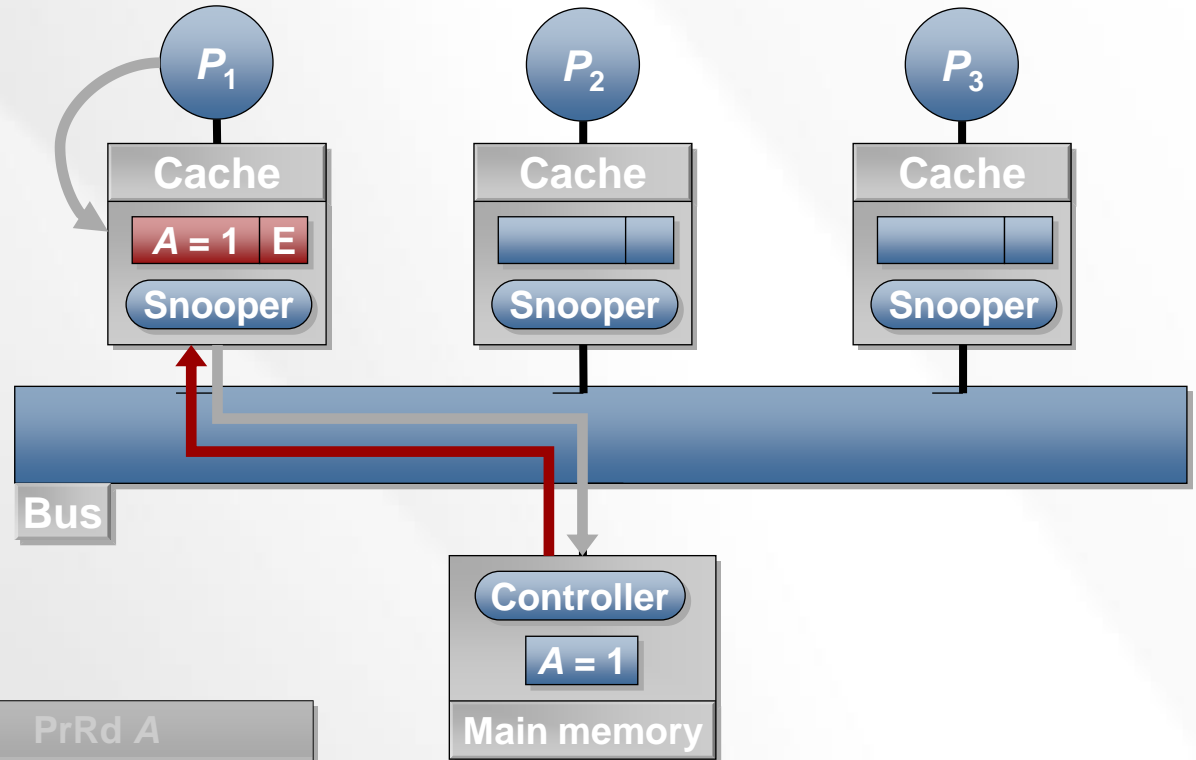 P1
P2
P3
Cache
Cache
Cache
A = 1 E
Snooper
Snooper
Snooper
Bus
Controller
A = 1
PrRd A
Main memory